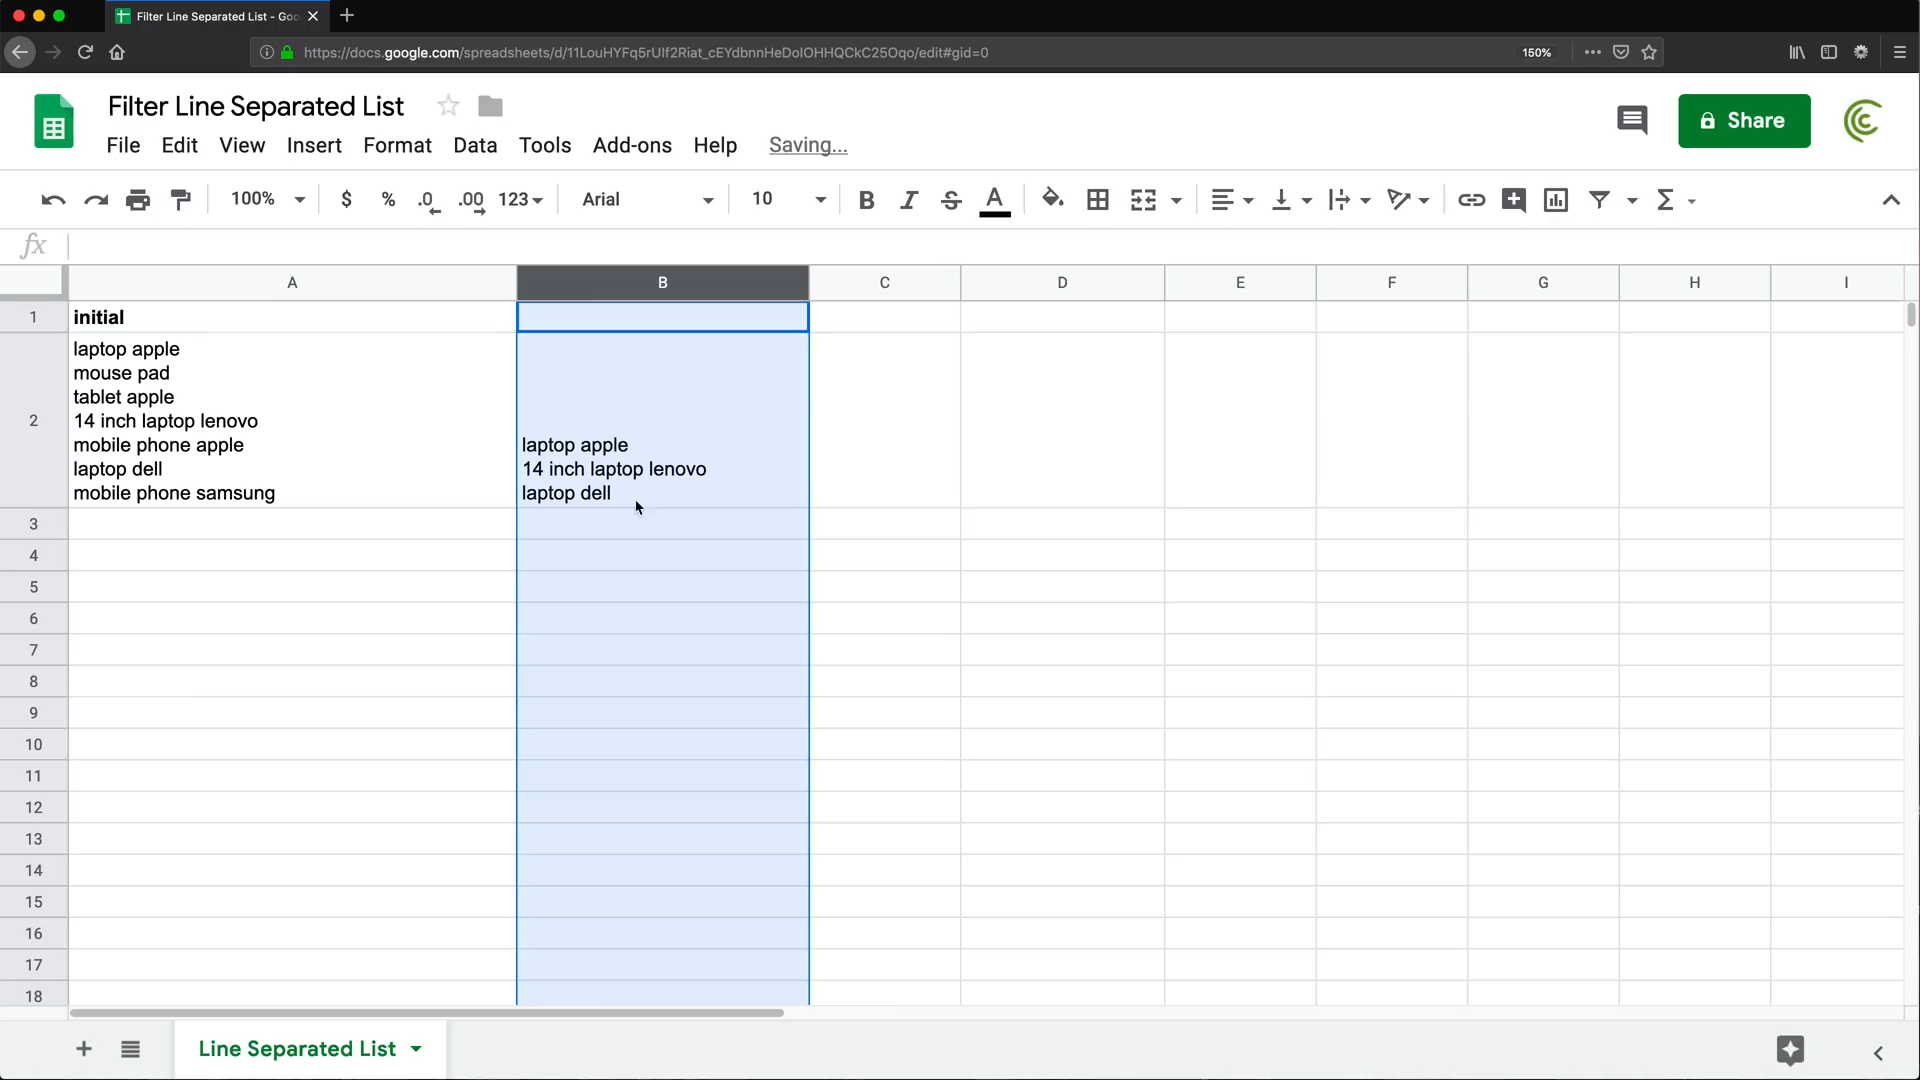 Filter Line Separated List - Goo
https://docs.google.com/spreadsheets/d/11LouHYFq5rUlf2Riat_cEYdbnnHeDoIOHHQCkC25Oqo/edit#gid=0
150%
Filter Line Separated List
Share
File Edit View Insert Format Data Tools Add-ons Help Saving...
100% $ % .0 .00 123 Arial 10 B I S A Σ
fx
A B C D E F G H I
1 initial
laptop apple
mouse pad
tablet apple
14 inch laptop lenovo
mobile phone apple
laptop dell
mobile phone samsung
2
laptop apple
14 inch laptop lenovo
laptop dell
3
4
5
6
7
8
9
10
11
12
13
14
15
16
17
18
Line Separated List